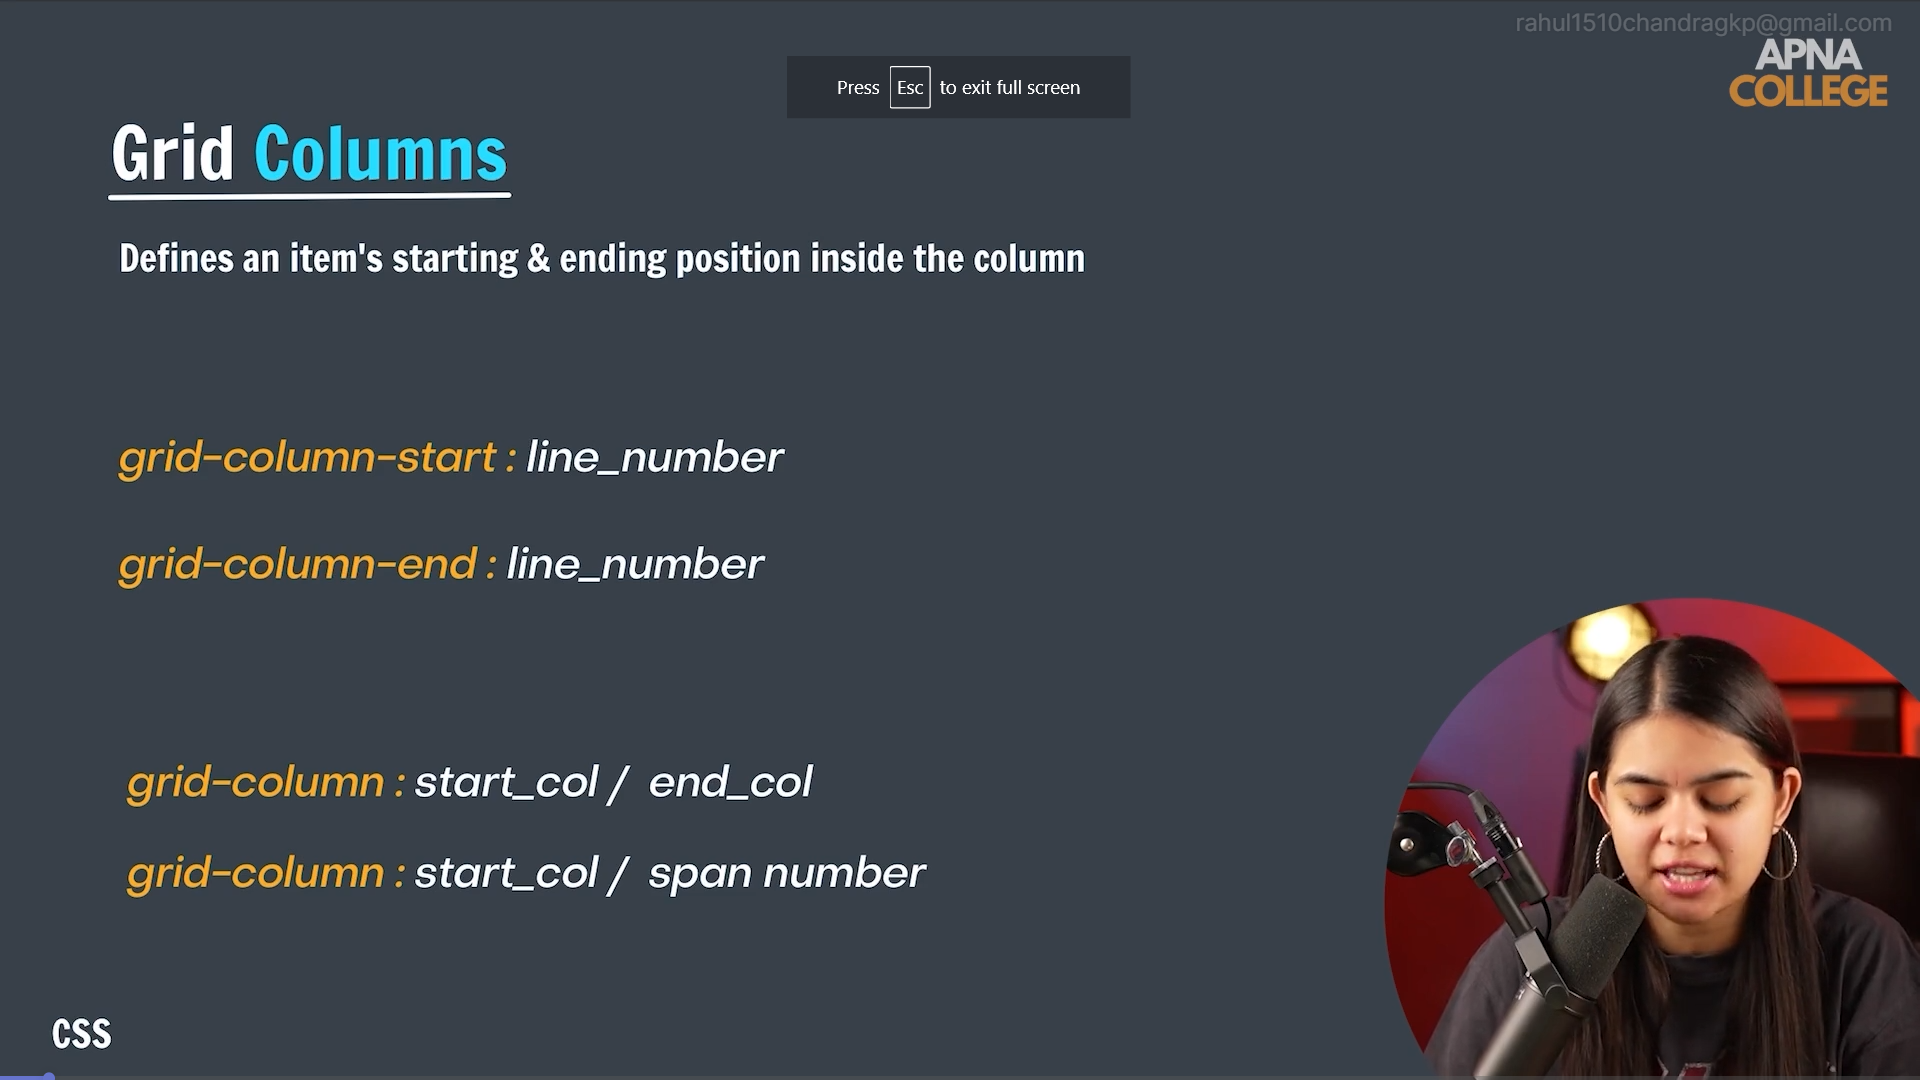 rahul1510chandragkp@gmail.com
APNA
COLLEGE
Press Esc to exit full screen
Grid Columns
Defines an item's starting & ending position inside the column
grid-column-start : line_number
grid-column-end : line_number
grid-column : start_col / end_col
grid-column : start_col / span number
CSS